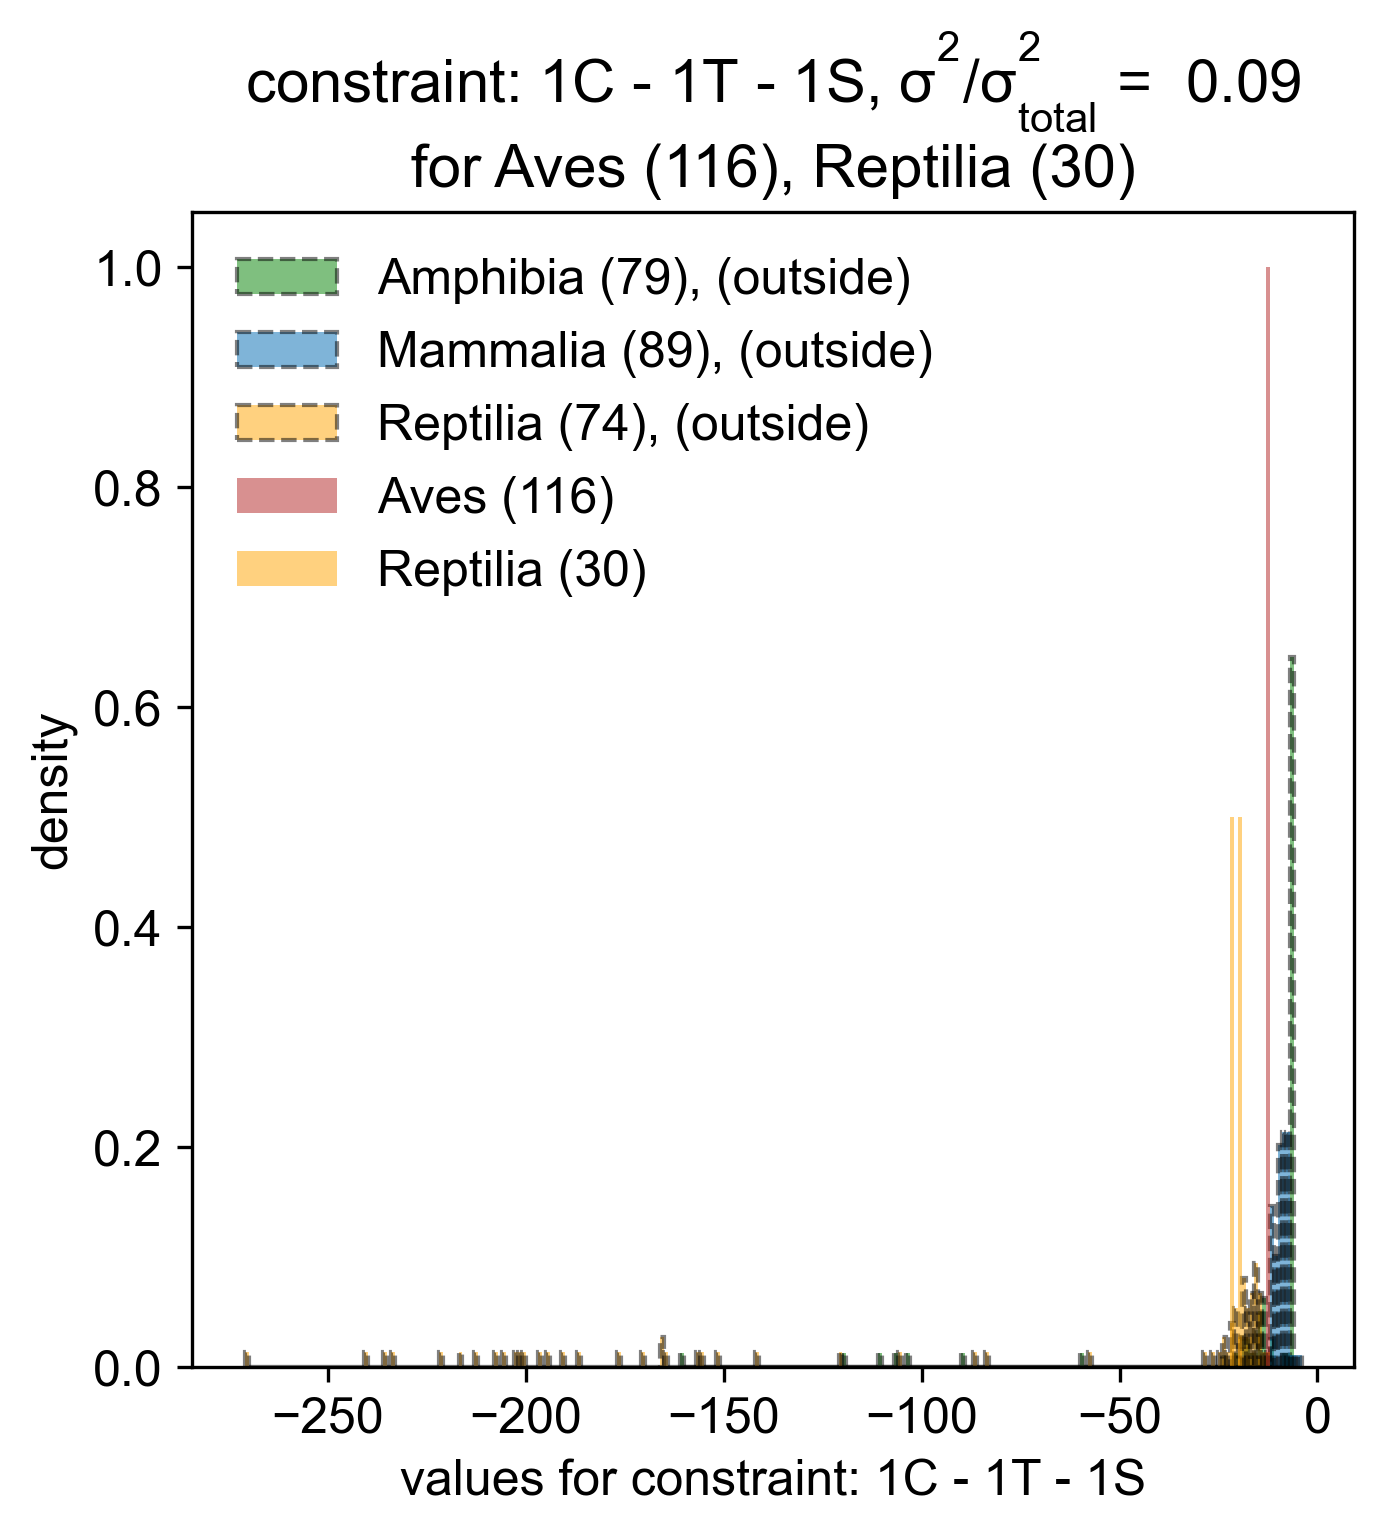 constraint: 1C - 1T - 1S, σ²/σ²total = 0.09
for Aves (116), Reptilia (30)
1.0
0.8
0.6
0.4
0.2
0.0
density
Amphibia (79), (outside)
Mammalia (89), (outside)
Reptilia (74), (outside)
Aves (116)
Reptilia (30)
−250 −200 −150 −100 −50 0
values for constraint: 1C - 1T - 1S